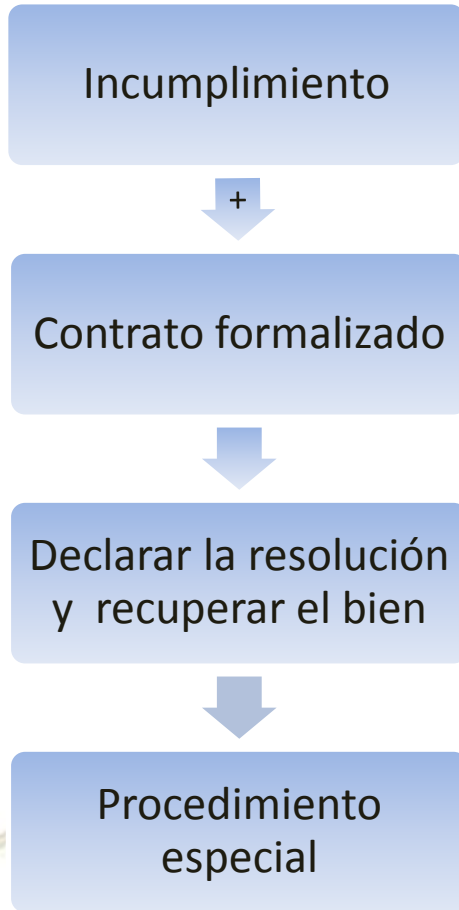 Incumplimiento
+
Contrato formalizado
Declarar la resolución
y recuperar el bien
Procedimiento
especial